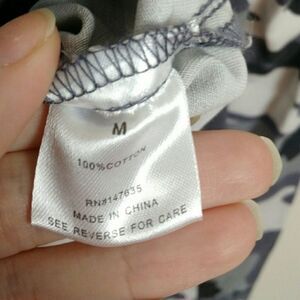 M
100%COTTON
RN#147635
MADE IN CHINA
SEE REVERSE FOR CARE